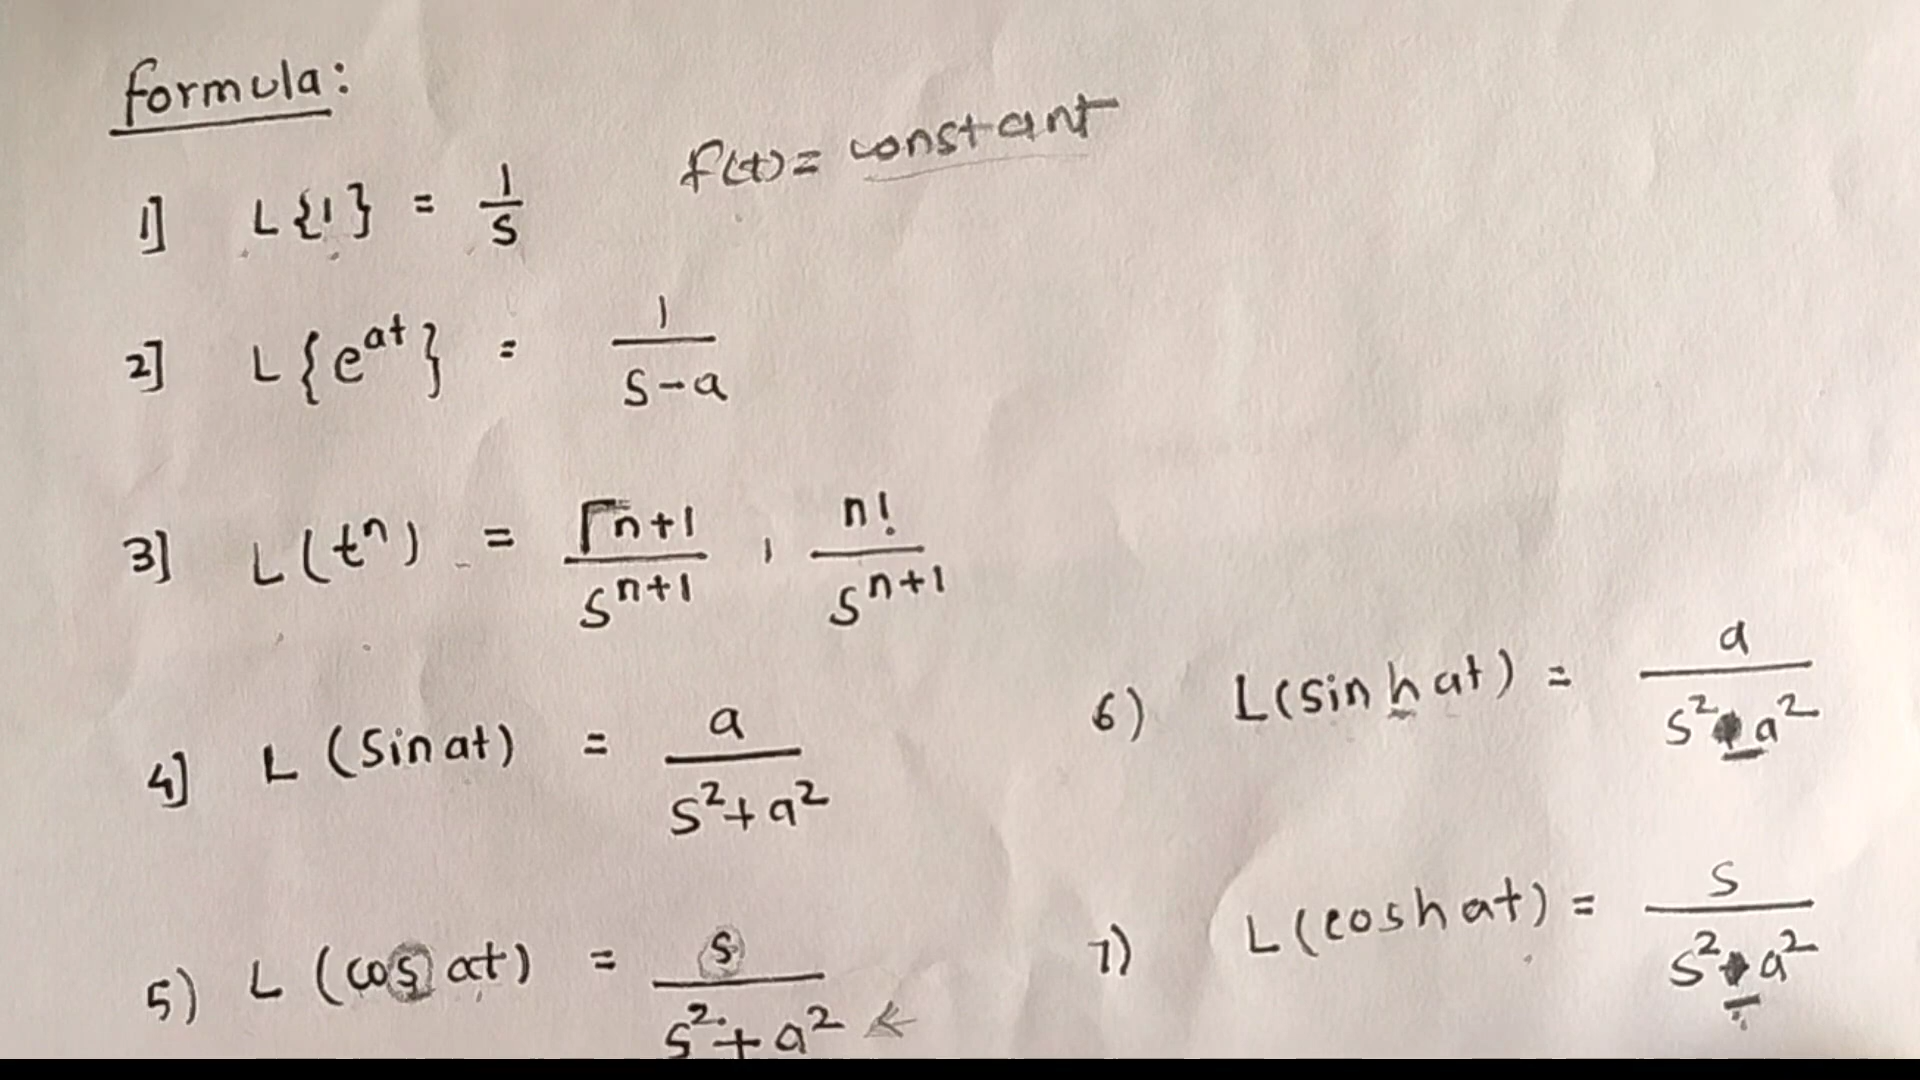 formula:
f(t) = constant
1] L{1} = 1/s
2] L{e^at} = 1/(s-a)
3] L(t^n) = Γn+1/s^n+1 , n!/s^n+1
4] L(sin at) = a/(s²+a²)
5) L(cos at) = s/(s²+a²) ←
6) L(sinh at) = a/(s² - a²)
7) L(cosh at) = s/(s² - a²)